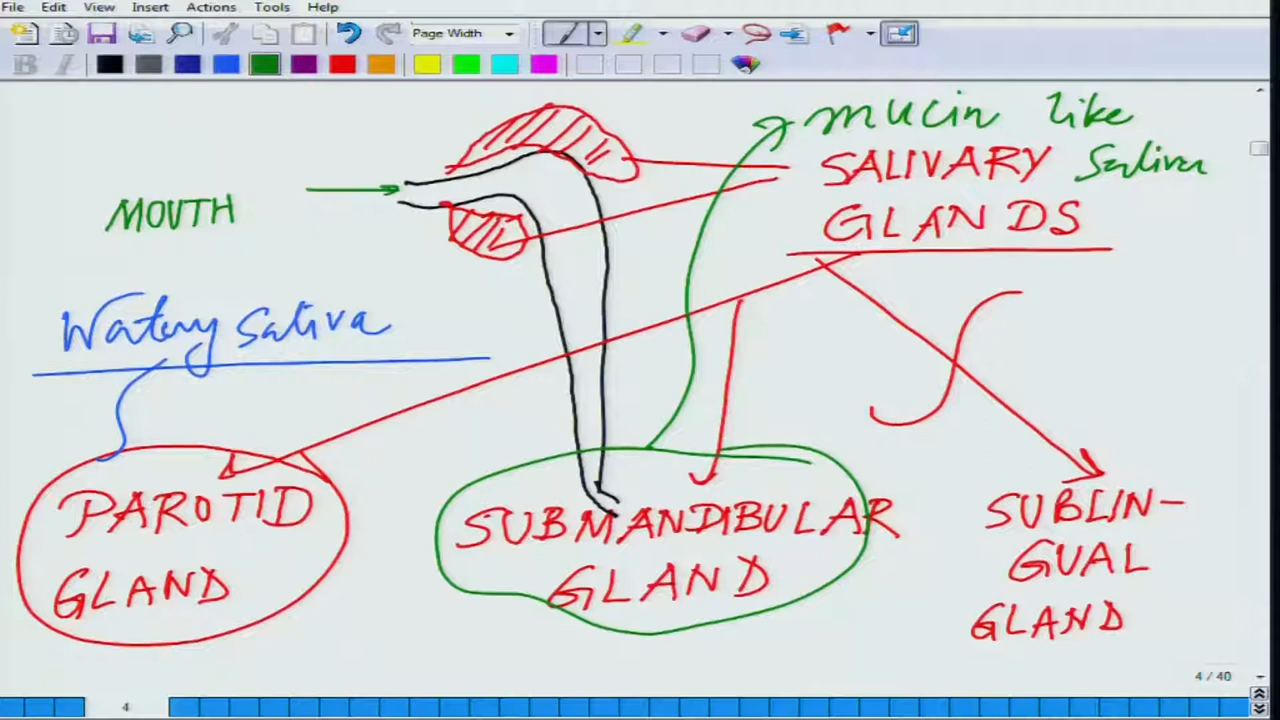 File Edit View Insert Actions Tools Help
Page Width
B I
mucin like
SALIVARY saliva
GLANDS
MOUTH
Watery saliva
PAROTID
GLAND
SUBMANDIBULAR
GLAND
SUBLIN-
GUAL
GLAND
4 / 40
4